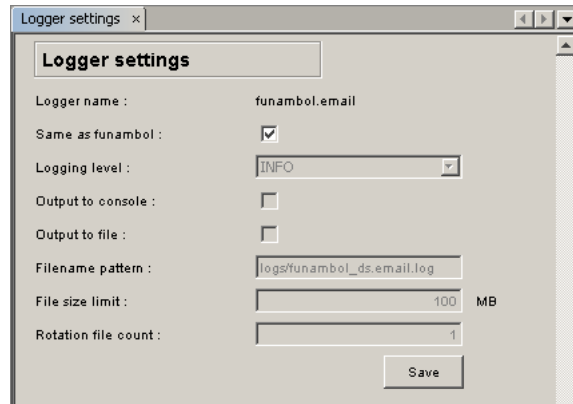 Logger settings
Logger settings
Logger name : funambol.email
Same as funambol :
Logging level : INFO
Output to console :
Output to file :
Filename pattern : logs/funambol_ds.email.log
File size limit : 100 MB
Rotation file count : 1
Save